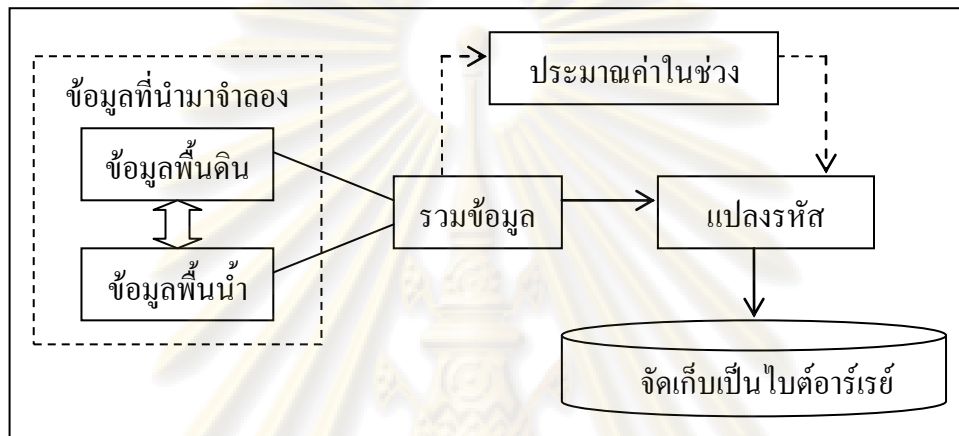 ประมาณค่าในช่วง
ข้อมูลที่นำมาจำลอง
ข้อมูลพื้นดิน
รวมข้อมูล
แปลงรหัส
ข้อมูลพื้นน้ำ
จัดเก็บเป็นไบต์อาร์เรย์